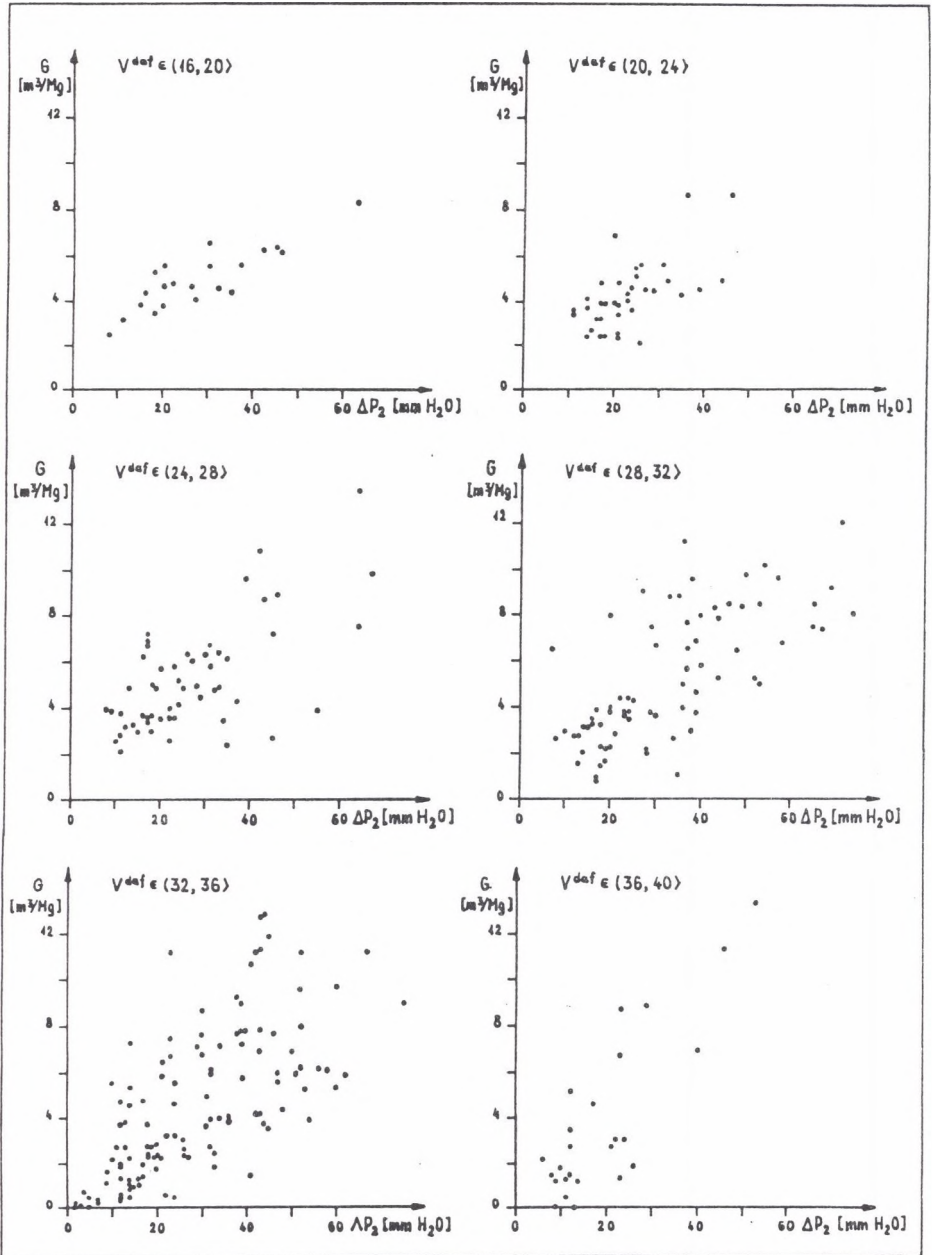 G V^daf ϵ (16,20⟩
[m³/Mg]
12
8
4
0
0 20 40 60 ΔP₂ [mm H₂O]
G V^daf ϵ (20, 24⟩
[m³/Mg]
12
8
4
0
0 20 40 60 ΔP₂ [mm H₂O]
G V^daf ϵ (24, 28⟩
[m³/Mg]
12
8
4
0
0 20 40 60 ΔP₂ [mm H₂O]
G V^daf ϵ (28, 32⟩
[m³/Mg]
12
8
4
0
0 20 40 60 ΔP₂ [mm H₂O]
G V^daf ϵ (32, 36⟩
[m³/Mg]
12
8
4
0
0 20 40 60 ΔP₂ [mm H₂O]
G V^daf ϵ (36, 40⟩
[m³/Mg]
12
8
4
0
0 20 40 60 ΔP₂ [mm H₂O]